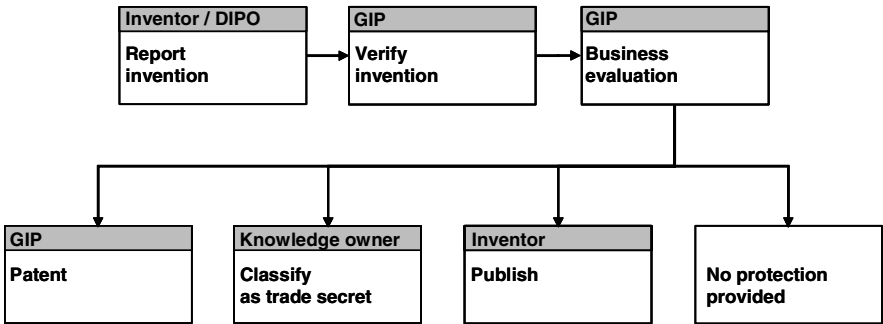 Inventor / DIPO
Report
invention
GIP
Verify
invention
GIP
Business
evaluation
GIP
Patent
Knowledge owner
Classify
as trade secret
Inventor
Publish
No protection
provided